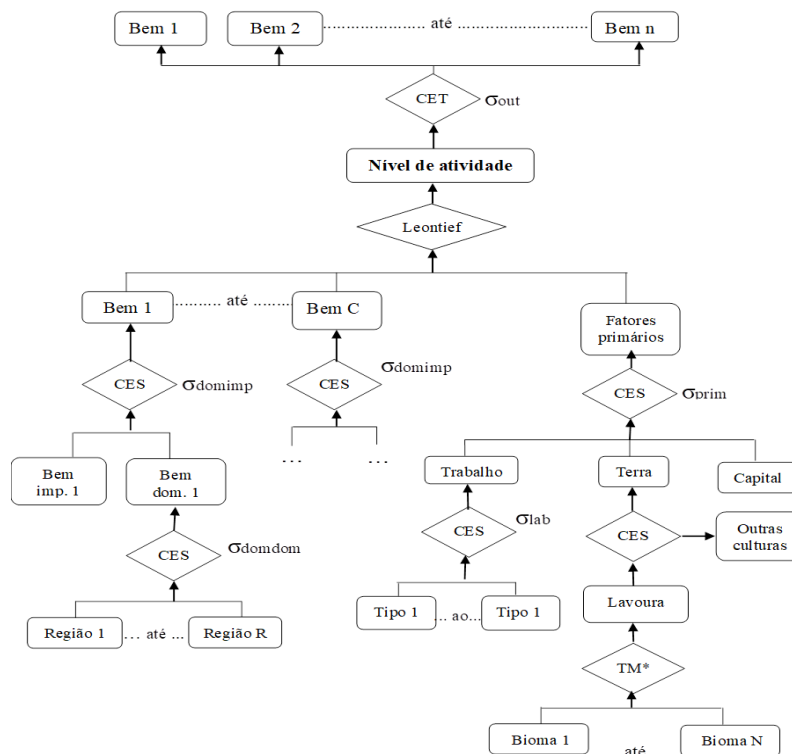 Bem 1
Bem 2
até
Bem n
CET
σout
Nível de atividade
Leontief
Bem 1
até
Bem C
Fatores
primários
CES
σdomimp
CES
σdomimp
CES
σprim
Bem
imp. 1
Bem
dom. 1
... ...
Trabalho
Terra
Capital
CES
σdomdom
CES
σlab
CES
Outras
culturas
Região 1
... até ...
Região R
Tipo 1
... ao...
Tipo 1
Lavoura
TM*
Bioma 1
até
Bioma N